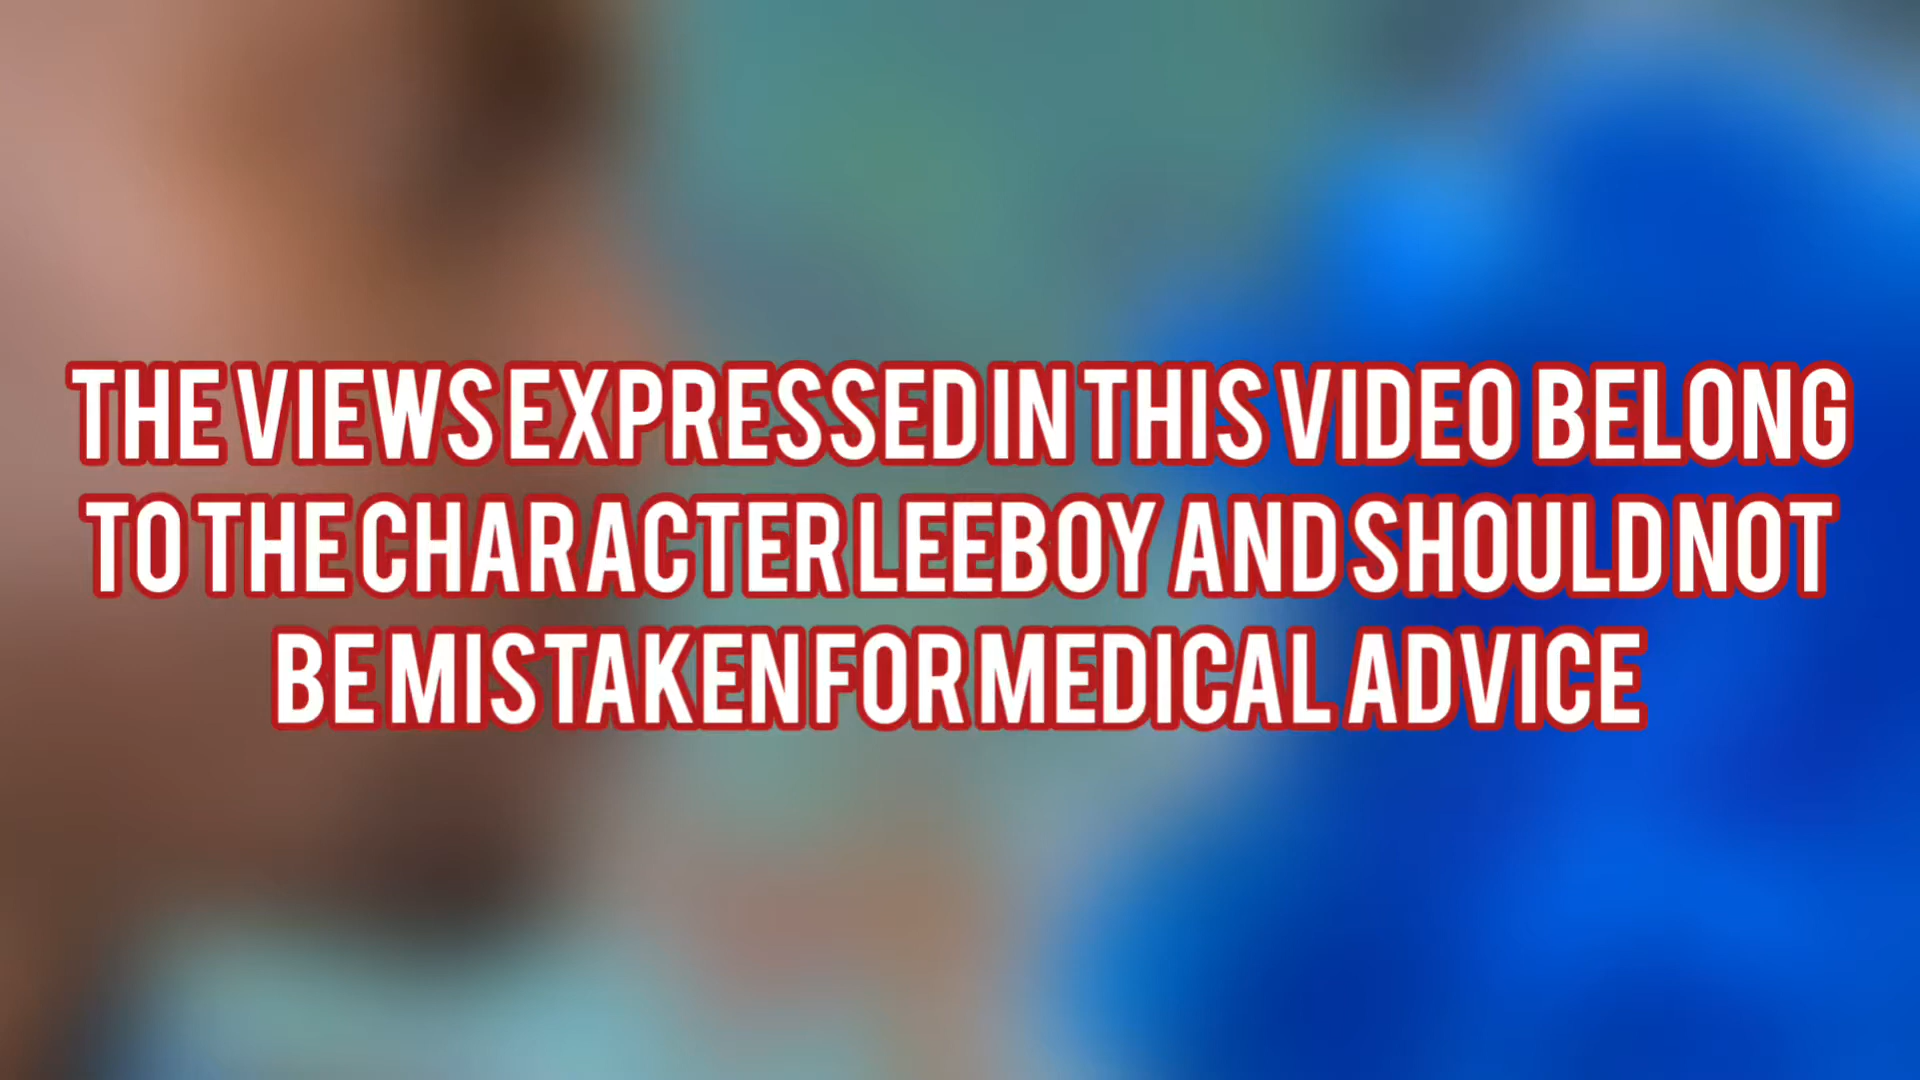 THE VIEWS EXPRESSED IN THIS VIDEO BELONG
TO THE CHARACTER LEEBOY AND SHOULD NOT
BE MISTAKEN FOR MEDICAL ADVICE